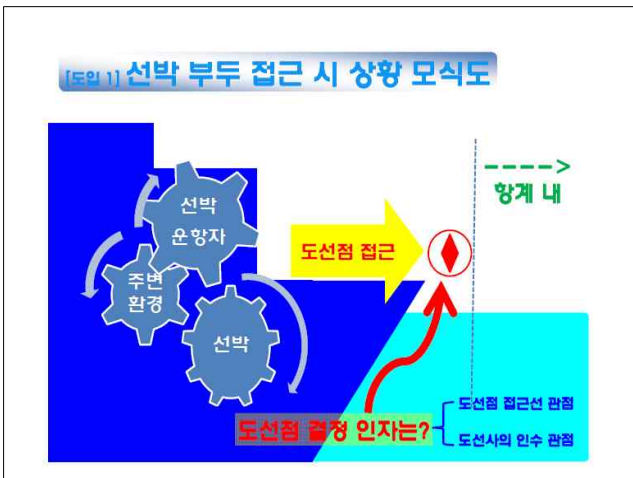 [도입 1] 선박 부두 접근 시 상황 모식도
---->
항계 내
선박
운항자
도선점 접근
주변
환경
선박
도선점 결정 인자는?
도선점 접근선 관점
도선사의 인수 관점